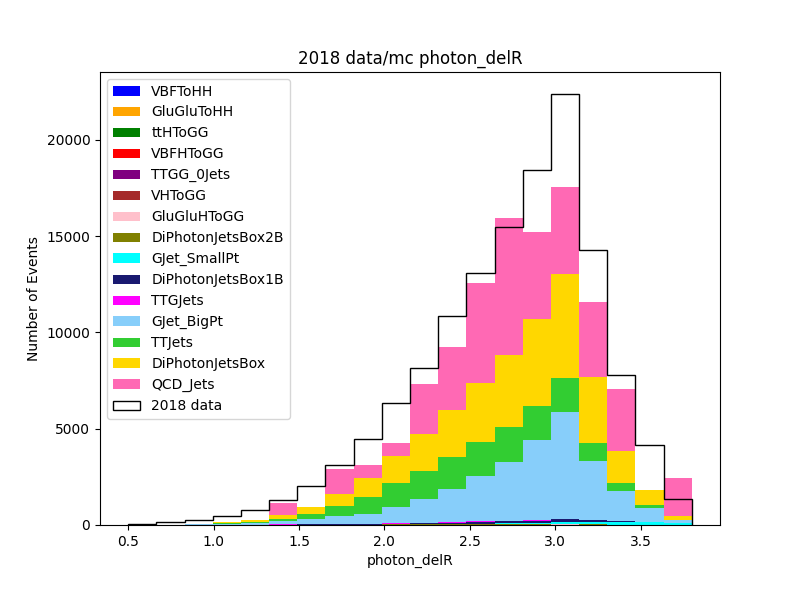 2018 data/mc photon_delR
VBFToHH
GluGluToHH
ttHToGG
VBFHToGG
TTGG_0Jets
VHToGG
GluGluHToGG
DiPhotonJetsBox2B
GJet_SmallPt
DiPhotonJetsBox1B
TTGJets
GJet_BigPt
TTJets
DiPhotonJetsBox
QCD_Jets
2018 data
Number of Events
20000
15000
10000
5000
0
0.5 1.0 1.5 2.0 2.5 3.0 3.5
photon_delR